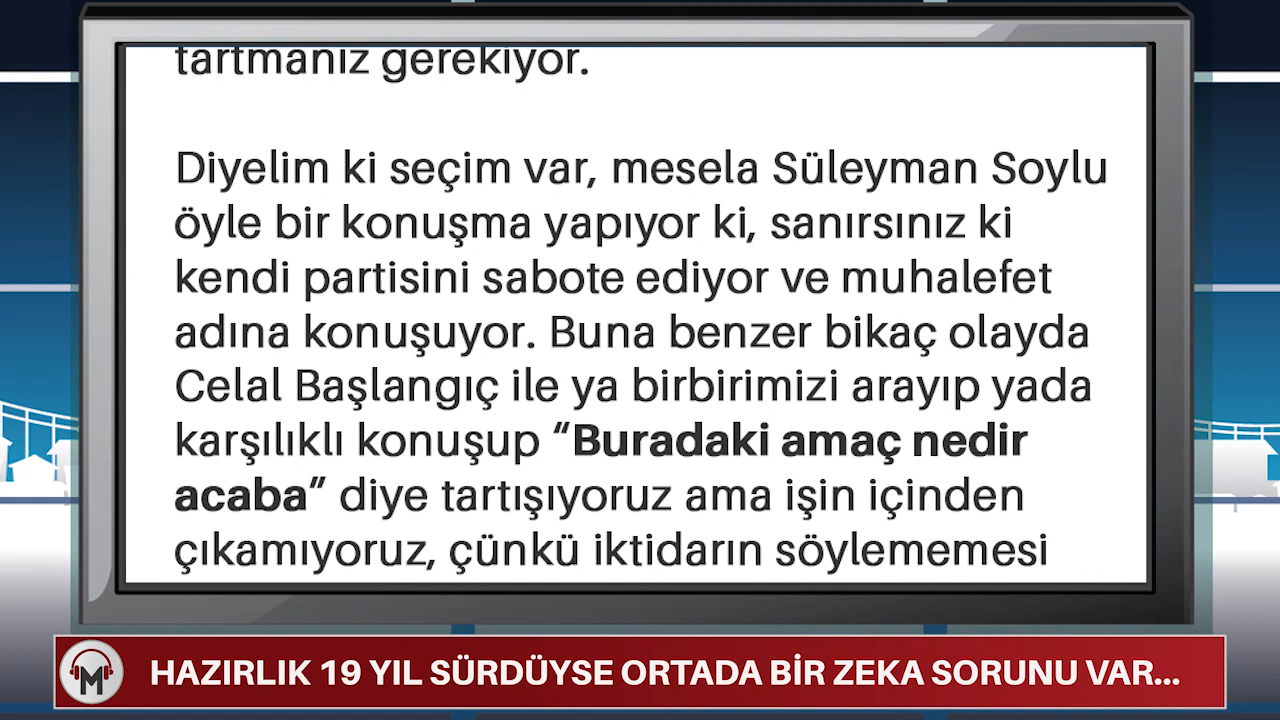 tartmanız gerekiyor.
Diyelim ki seçim var, mesela Süleyman Soylu
öyle bir konuşma yapıyor ki, sanırsınız ki
kendi partisini sabote ediyor ve muhalefet
adına konuşuyor. Buna benzer bikaç olayda
Celal Başlangıç ile ya birbirimizi arayıp yada
karşılıklı konuşup “Buradaki amaç nedir
acaba” diye tartışıyoruz ama işin içinden
çıkamıyoruz, çünkü iktidarın söylememesi
M
HAZIRLIK 19 YIL SÜRDÜYSE ORTADA BİR ZEKA SORUNU VAR...